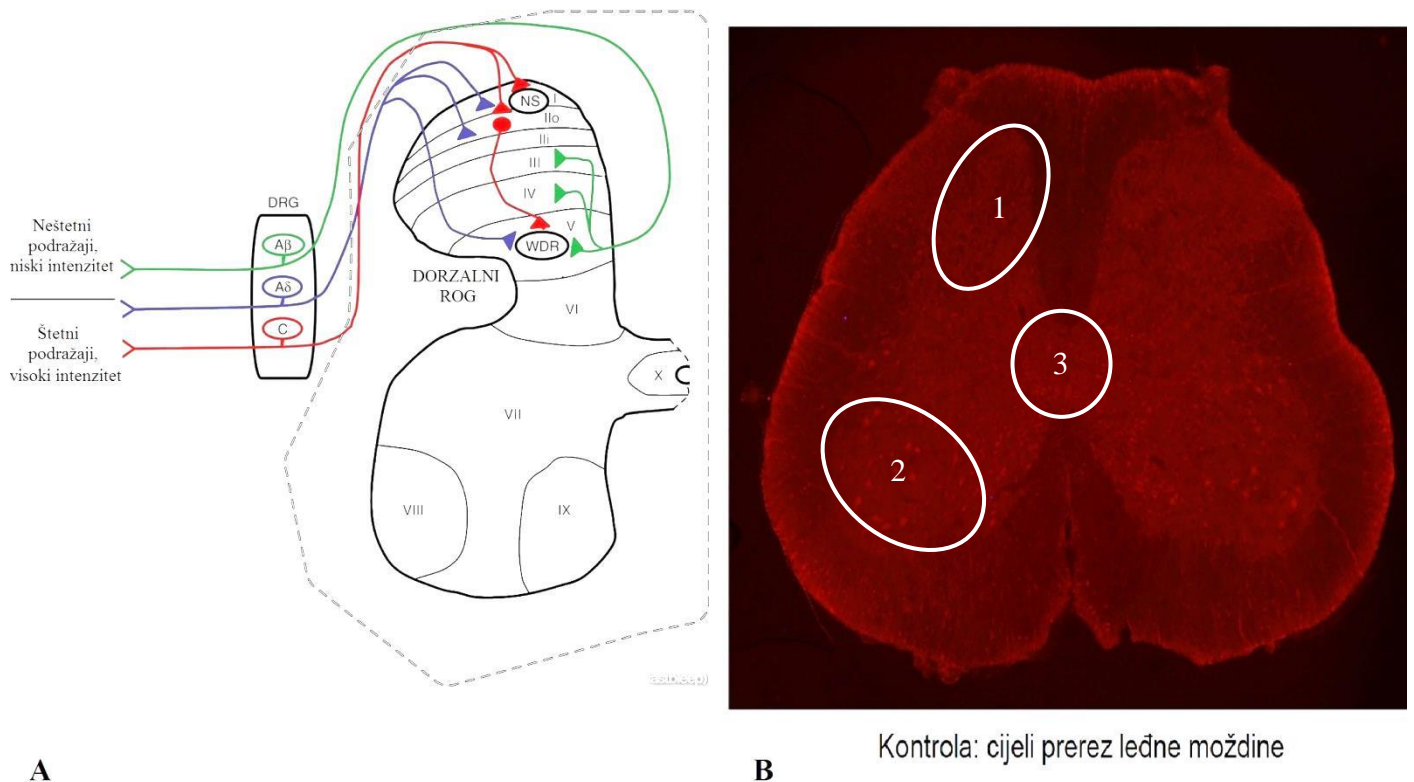 DRG
Aβ
Aδ
C
Neštetni
podražaji,
niski intenzitet
Štetni
podražaji,
visoki intenzitet
NS
I
IIo
IIi
III
IV
V
WDR
DORZALNI
ROG
VI
X
VII
VIII
IX
A
1
2
3
Kontrola: cijeli prerez leđne moždine
B